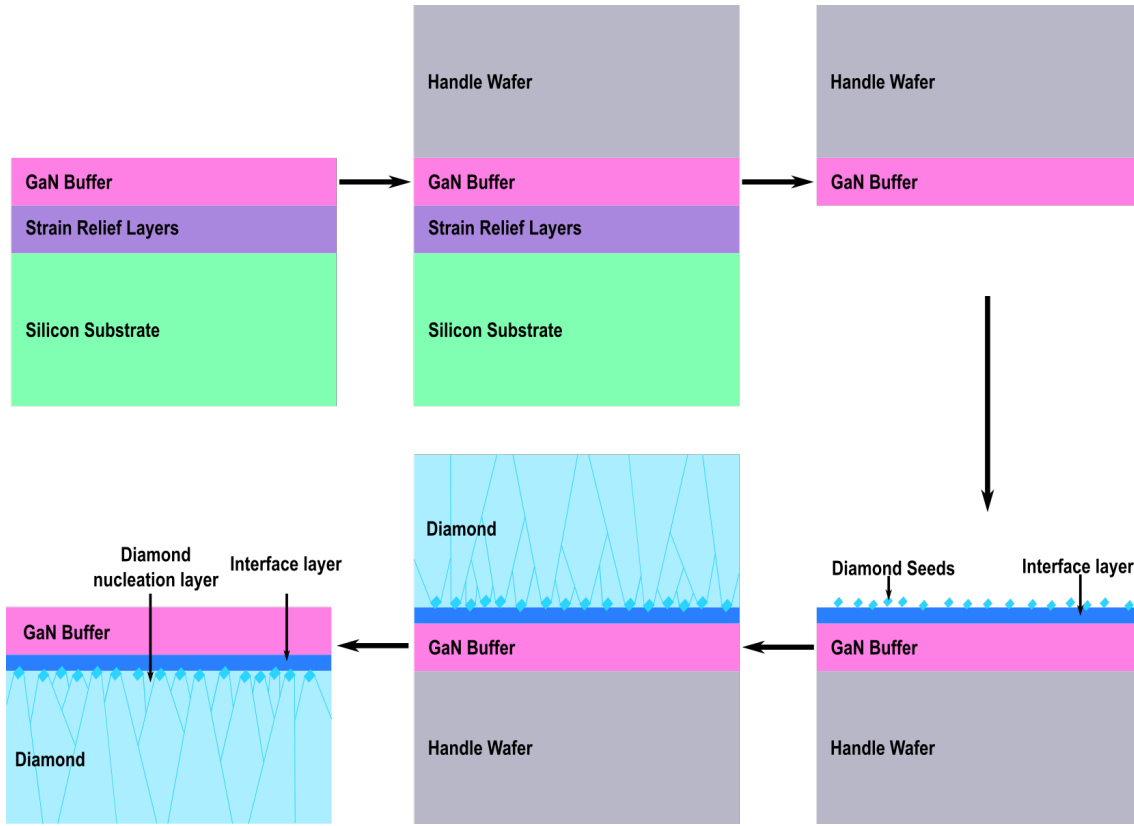 Handle Wafer
Handle Wafer
GaN Buffer
GaN Buffer
GaN Buffer
Strain Relief Layers
Strain Relief Layers
Silicon Substrate
Silicon Substrate
Diamond
nucleation layer
Interface layer
GaN Buffer
Diamond
Diamond
GaN Buffer
Handle Wafer
Diamond Seeds
Interface layer
GaN Buffer
Handle Wafer